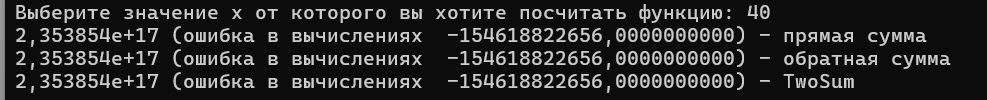 Выберите значение x от которого вы хотите посчитать функцию: 40
2,353854e+17 (ошибка в вычислениях  -154618822656,0000000000) - прямая сумма
2,353854e+17 (ошибка в вычислениях  -154618822656,0000000000) - обратная сумма
2,353854e+17 (ошибка в вычислениях  -154618822656,0000000000) - TwoSum